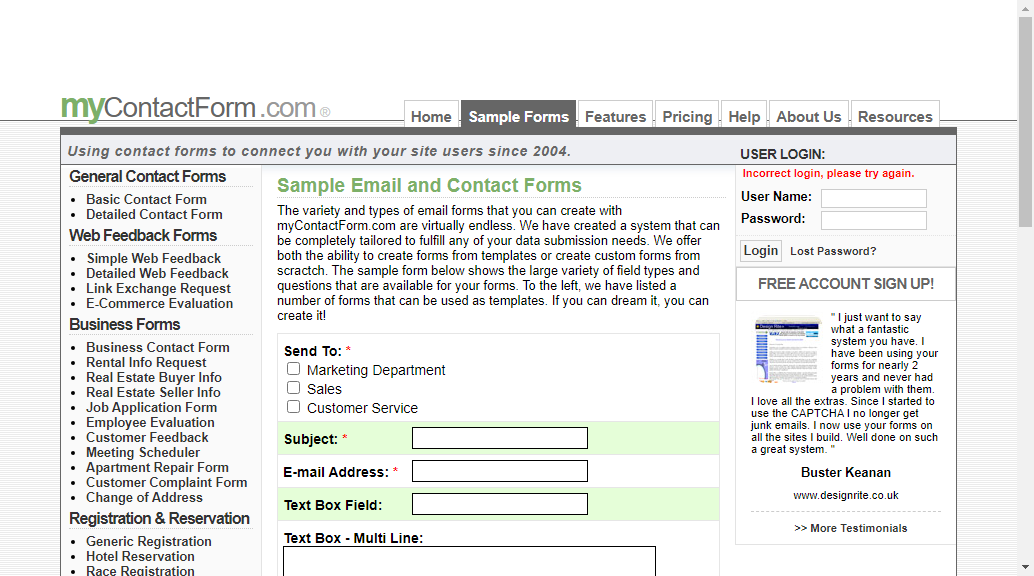 myContactForm.com ®
Home
Sample Forms
Features
Pricing
Help
About Us
Resources
Using contact forms to connect you with your site users since 2004.
General Contact Forms
Basic Contact Form
Detailed Contact Form
Web Feedback Forms
Simple Web Feedback
Detailed Web Feedback
Link Exchange Request
E-Commerce Evaluation
Business Forms
Business Contact Form
Rental Info Request
Real Estate Buyer Info
Real Estate Seller Info
Job Application Form
Employee Evaluation
Customer Feedback
Meeting Scheduler
Apartment Repair Form
Customer Complaint Form
Change of Address
Registration & Reservation
Generic Registration
Hotel Reservation
Race Registration
Sample Email and Contact Forms
The variety and types of email forms that you can create with
myContactForm.com are virtually endless. We have created a system that can
be completely tailored to fulfill any of your data submission needs. We offer
both the ability to create forms from templates or create custom forms from
scractch. The sample form below shows the large variety of field types and
questions that are available for your forms. To the left, we have listed a
number of forms that can be used as templates. If you can dream it, you can
create it!
Send To: *
Marketing Department
Sales
Customer Service
Subject: *
E-mail Address: *
Text Box Field:
Text Box - Multi Line:
USER LOGIN:
Incorrect login, please try again.
User Name:
Password:
Login
Lost Password?
FREE ACCOUNT SIGN UP!
" I just want to say
what a fantastic
system you have. I
have been using your
forms for nearly 2
years and never had
a problem with them.
I love all the extras. Since I started to
use the CAPTCHA I no longer get
junk emails. I now use your forms on
all the sites I build. Well done on such
a great system. "
Buster Keanan
www.designrite.co.uk
>> More Testimonials